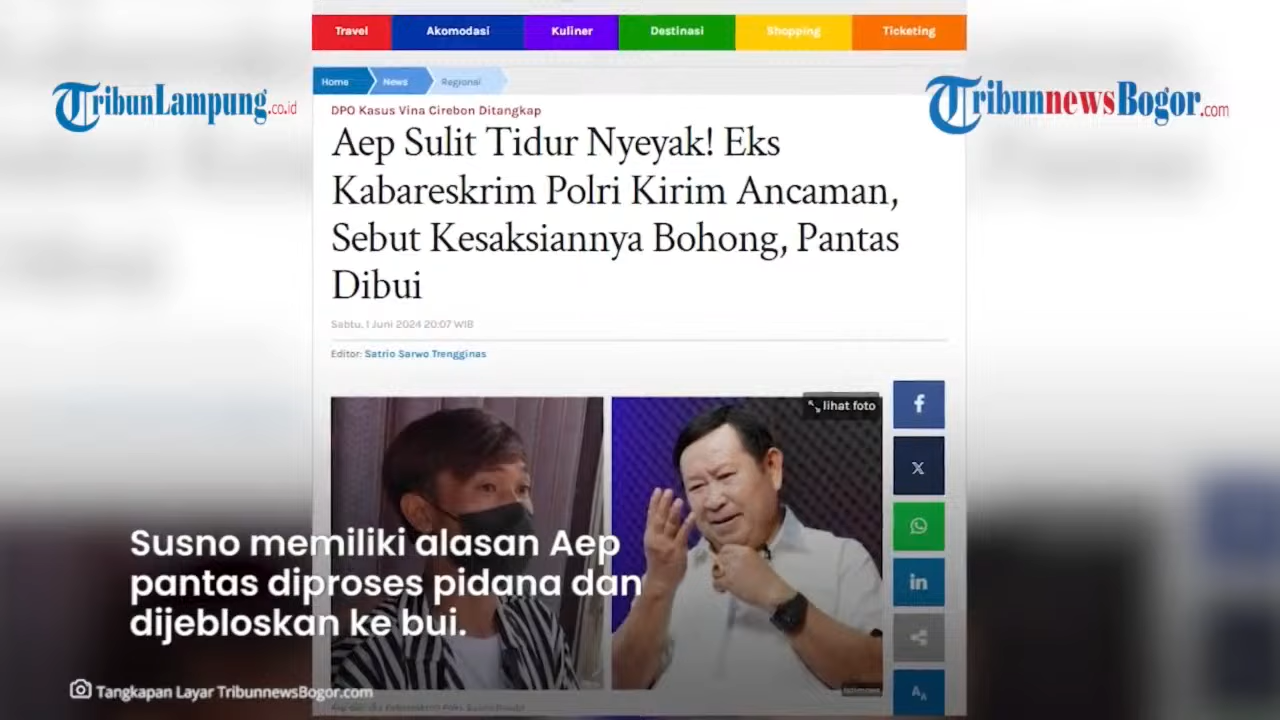 Travel
Akomodasi
Kuliner
Destinasi
Shopping
Ticketing
Home
News
Regional
TribunLampung.co.id
TribunnewsBogor.com
DPO Kasus Vina Cirebon Ditangkap
Aep Sulit Tidur Nyeyak! Eks
Kabareskrim Polri Kirim Ancaman,
Sebut Kesaksiannya Bohong, Pantas
Dibui
Sabtu, 1 Juni 2024 20:07 WIB
Editor: Satrio Sarwo Trengginas
lihat foto
Susno memiliki alasan Aep
pantas diproses pidana dan
dijebloskan ke bui.
Tangkapan Layar TribunnewsBogor.com
AA